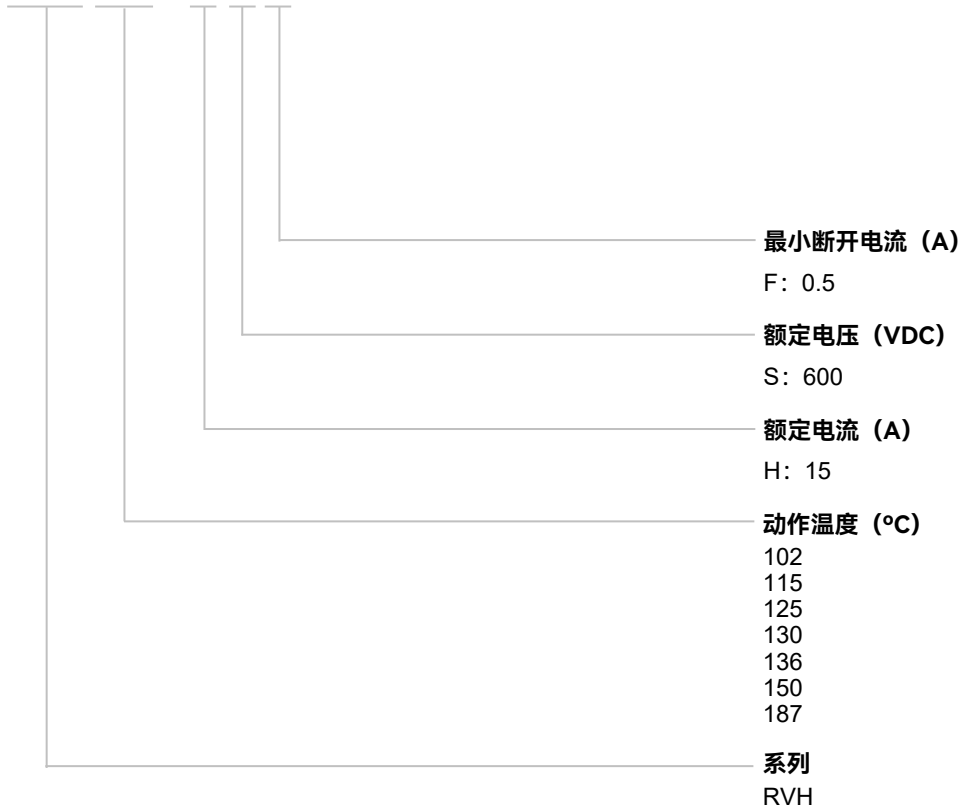 最小断开电流（A）
F：0.5
额定电压（VDC）
S：600
额定电流（A）
H：15
动作温度（ºC）
102
115
125
130
136
150
187
系列
RVH